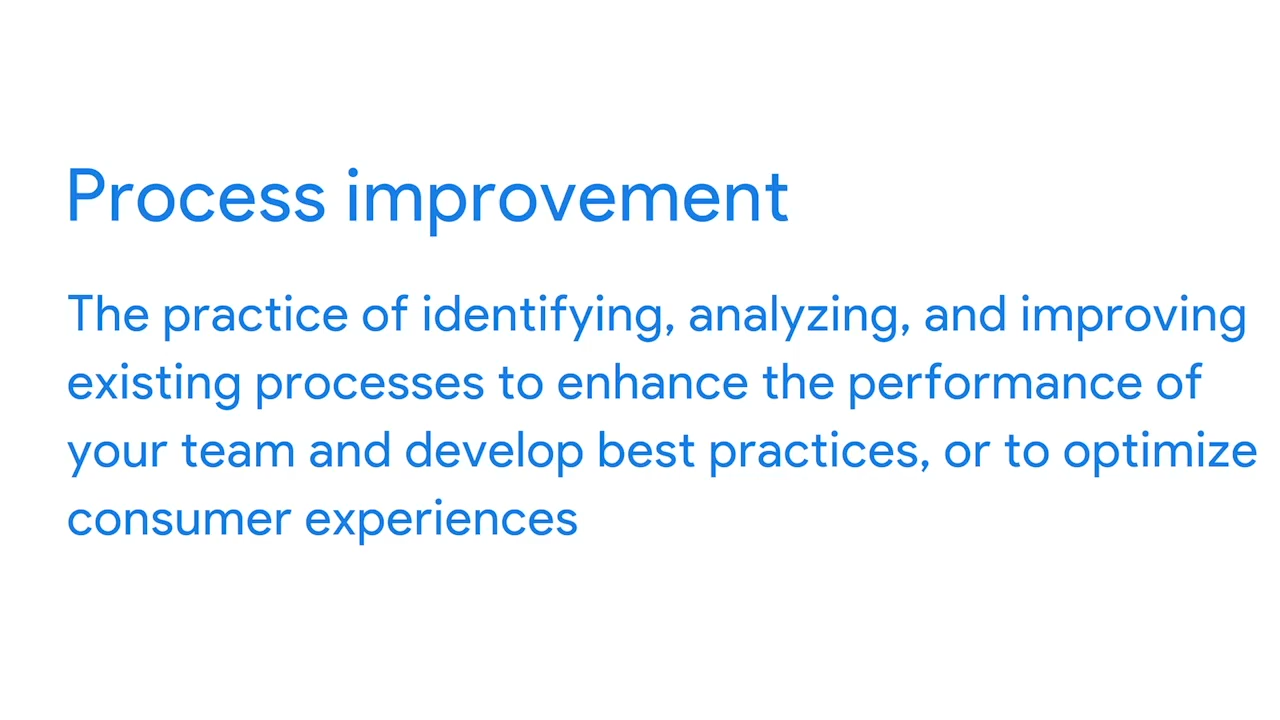 Process improvement
The practice of identifying, analyzing, and improving
existing processes to enhance the performance of
your team and develop best practices, or to optimize
consumer experiences